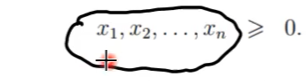 x₁, x₂, . . . , xₙ ⩾ 0.